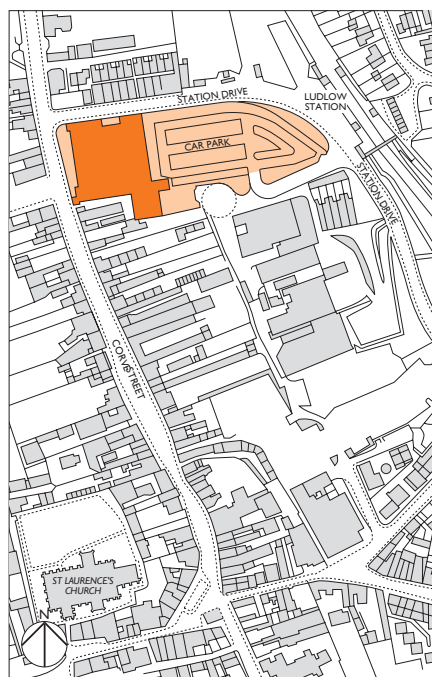 STATION DRIVE
LUDLOW
STATION
CAR PARK
STATION DRIVE
CORVE STREET
ST LAURENCE'S
CHURCH
N